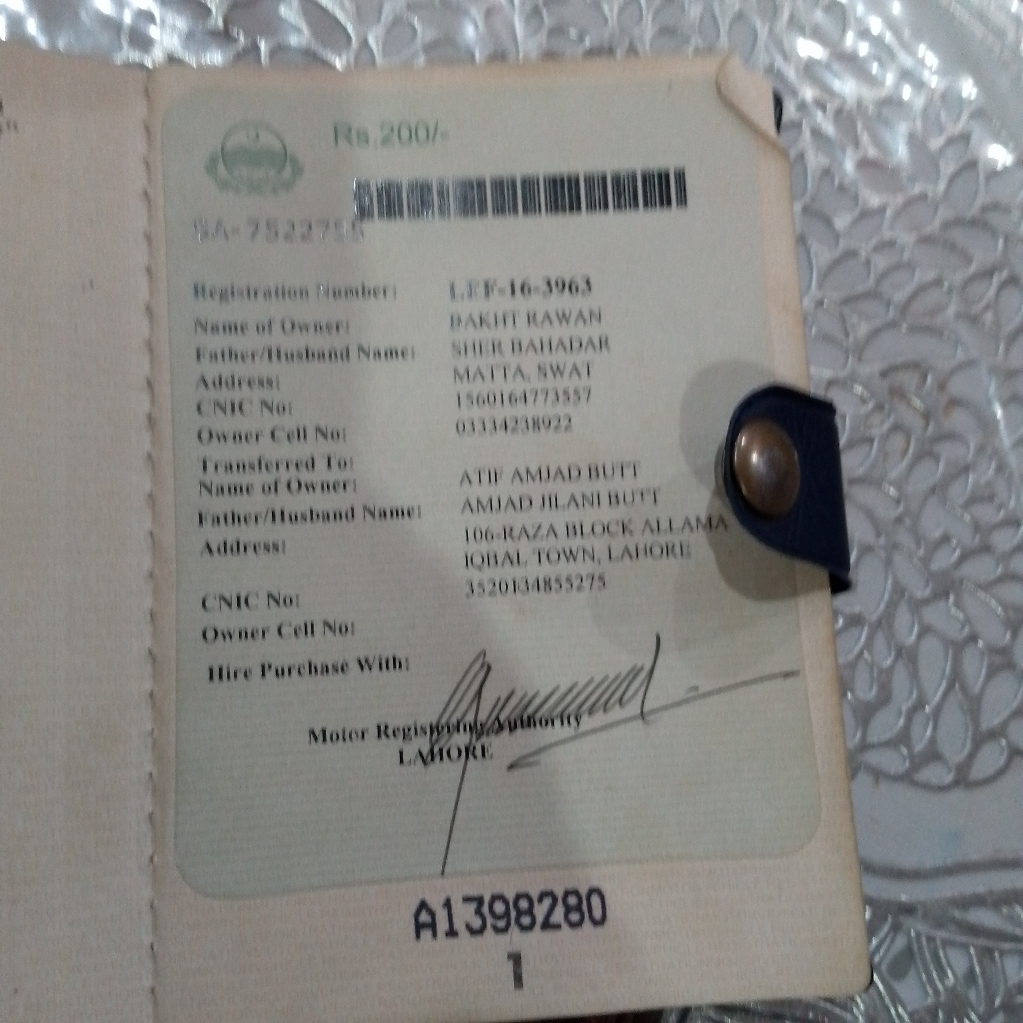 Rs.200/-
SA-7522755
Registration Number: LEF-16-3963
Name of Owner: BAKHT RAWAN
Father/Husband Name: SHER BAHADAR
Address: MATTA, SWAT
CNIC No: 1560164773557
Owner Cell No: 03334238922
Transferred To:
Name of Owner: ATIF AMJAD BUTT
Father/Husband Name: AMJAD JILANI BUTT
Address: 106-RAZA BLOCK ALLAMA
IQBAL TOWN, LAHORE
CNIC No: 3520134855275
Owner Cell No:
Hire Purchase With:
Motor Registering Authority
LAHORE
A1398280
1